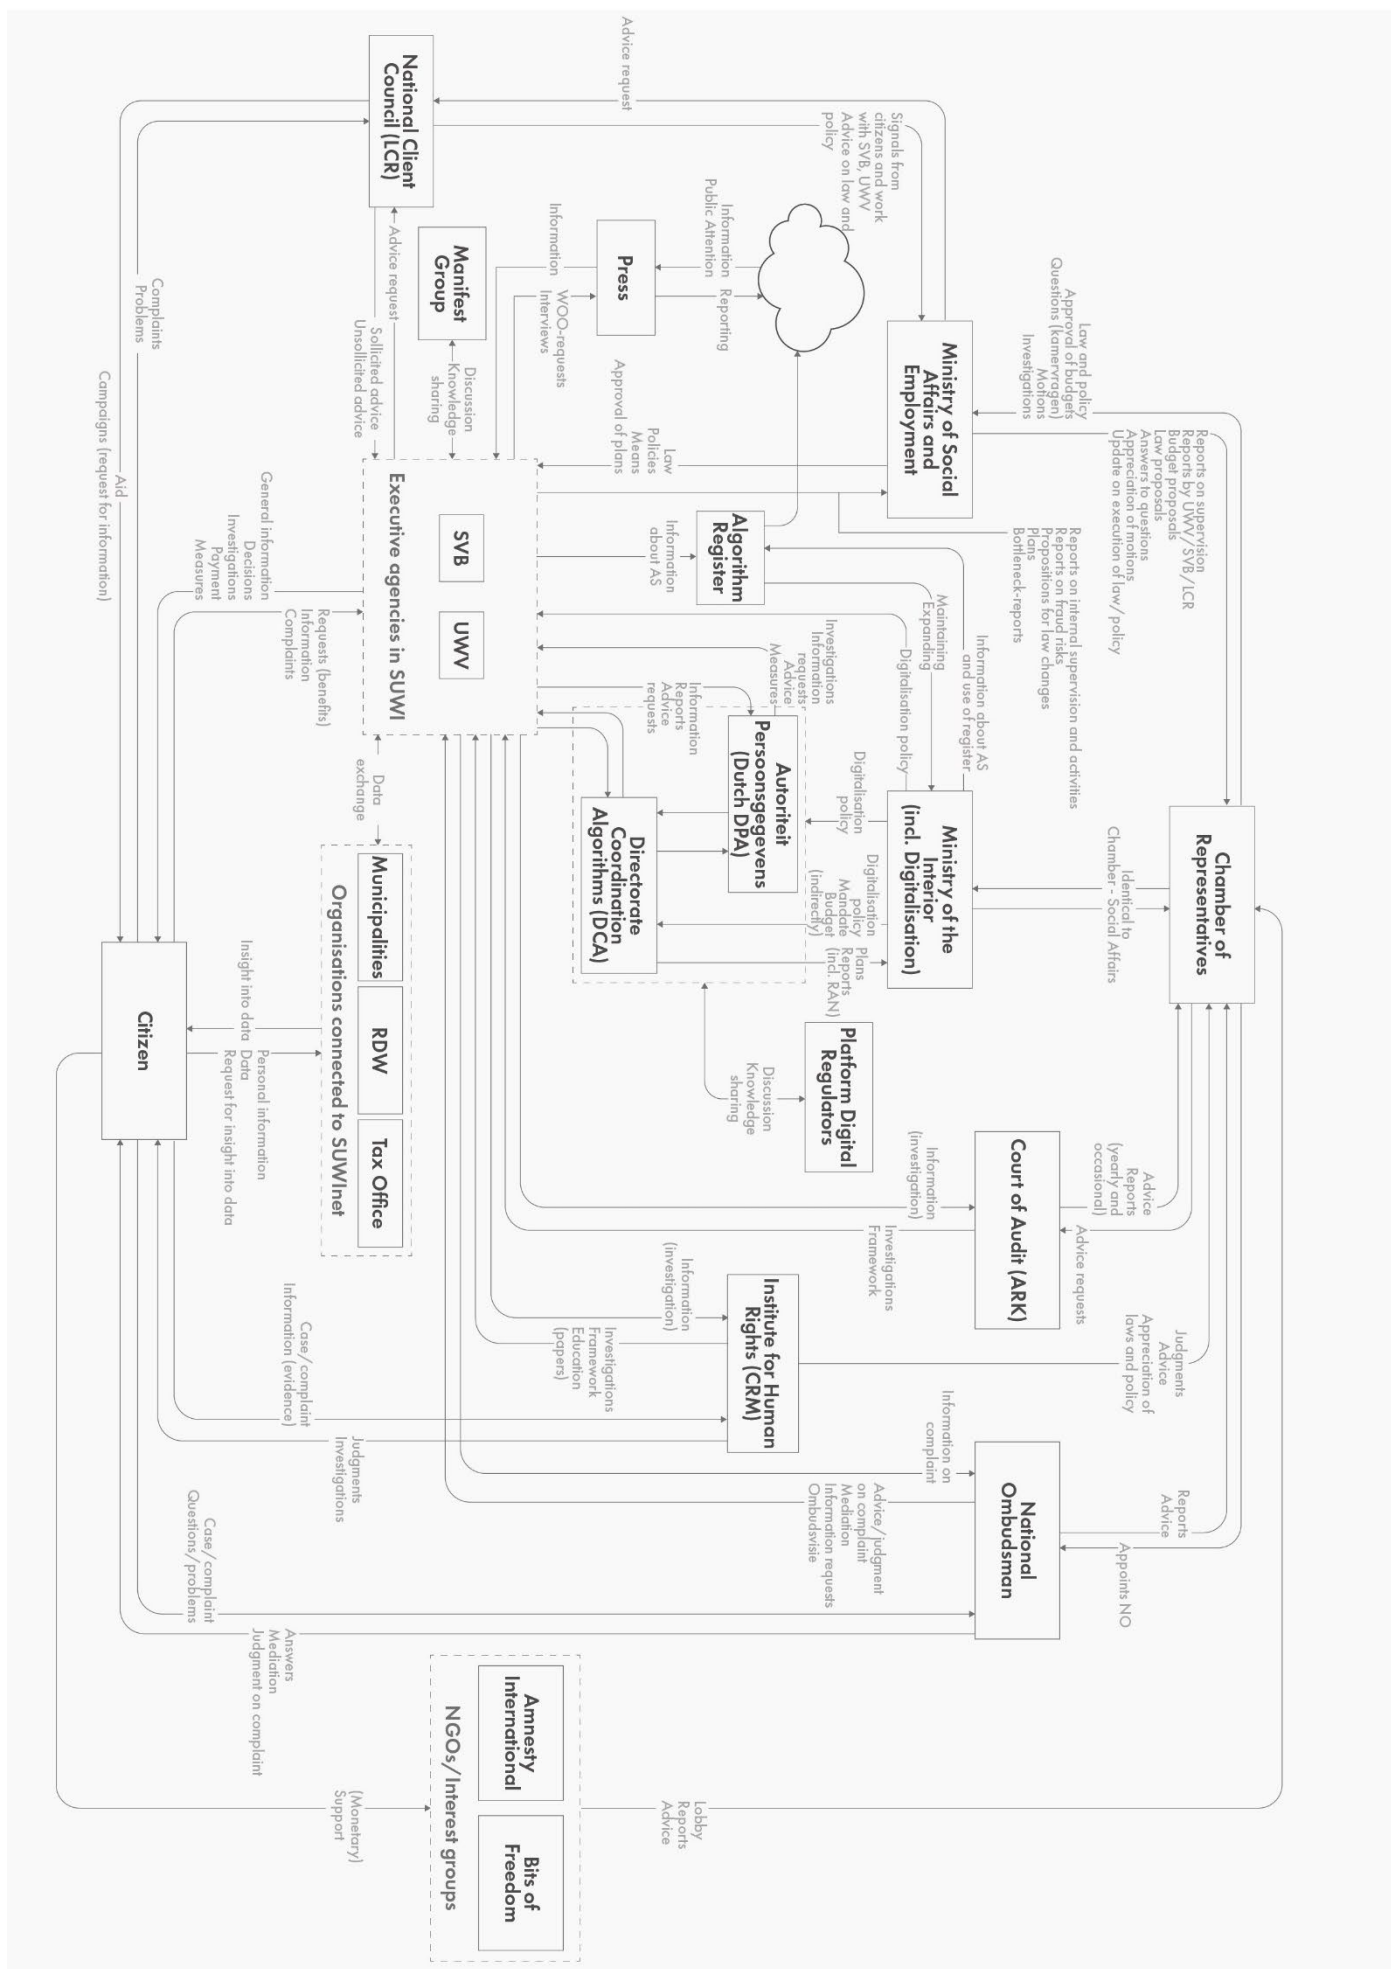 Chamber of
Representatives
Law and policy
Approval of budgets
Questions (kamervragen)
Motions
Investigations
Reports on supervision
Reports by UWV/SVB/LCR
Budget proposals
Law proposals
Answers to questions
Appreciation of motions
Update on execution of law/policy
Identical to
Chamber - Social Affairs
Advice
Reports
(yearly and
occasional)
Advice requests
Judgments
Advice
Appreciation of
laws and policy
Reports
Advice
Appoints NO
Ministry of Social
Affairs and
Employment
Ministry of the
Interior
(incl. Digitalisation)
Court of Audit (ARK)
National
Ombudsman
Advice request
Signals from
citizens and work
with SVB, UWV
Advice on law and
policy
Reports on internal supervision and activities
Reports on fraud risks
Propositions for law changes
Plans
Bottleneck-reports
Information about AS
and use of register
Maintaining
Expanding
Digitalisation policy
Digitalisation
policy
Digitalisation
policy
Mandate
Budget
(indirectly)
Plans
Reports
(incl. RAN)
Platform Digital
Regulators
Discussion
Knowledge
sharing
Information
(investigation)
Investigations
Framework
Information on
complaint
Advice/judgment
on complaint
Mediation
Information requests
Ombudsvisie
Information
Public Attention
Reporting
Press
Information
WOO-requests
Interviews
Law
Policies
Means
Approval of plans
Algorithm
Register
Information
about AS
Investigations
Information
requests
Advice
Measures
Information
Reports
Advice
requests
Autoriteit
Persoonsgegevens
(Dutch DPA)
Directorate
Coordination
Algorithms (DCA)
Institute for Human
Rights (CRM)
Information
(investigation)
Investigations
Framework
Education
(papers)
Lobby
Reports
Advice
National Client
Council (LCR)
Manifest
Group
Discussion
Knowledge
sharing
Advice request
Sollicited advice
Unsollicited advice
SVB
UWV
Executive agencies in SUWI
Data
exchange
Municipalities
RDW
Tax Office
Organisations connected to SUWInet
Amnesty
International
Bits of
Freedom
NGOs/Interest groups
(Monetary)
Support
General information
Decisions
Investigations
Payment
Measures
Requests (benefits)
Information
Complaints
Insight into data
Personal information
Data
Request for insight into data
Case/complaint
Information (evidence)
Judgments
Investigations
Case/complaint
Questions/problems
Answers
Mediation
Judgment on complaint
Complaints
Problems
Aid
Campaigns (request for information)
Citizen